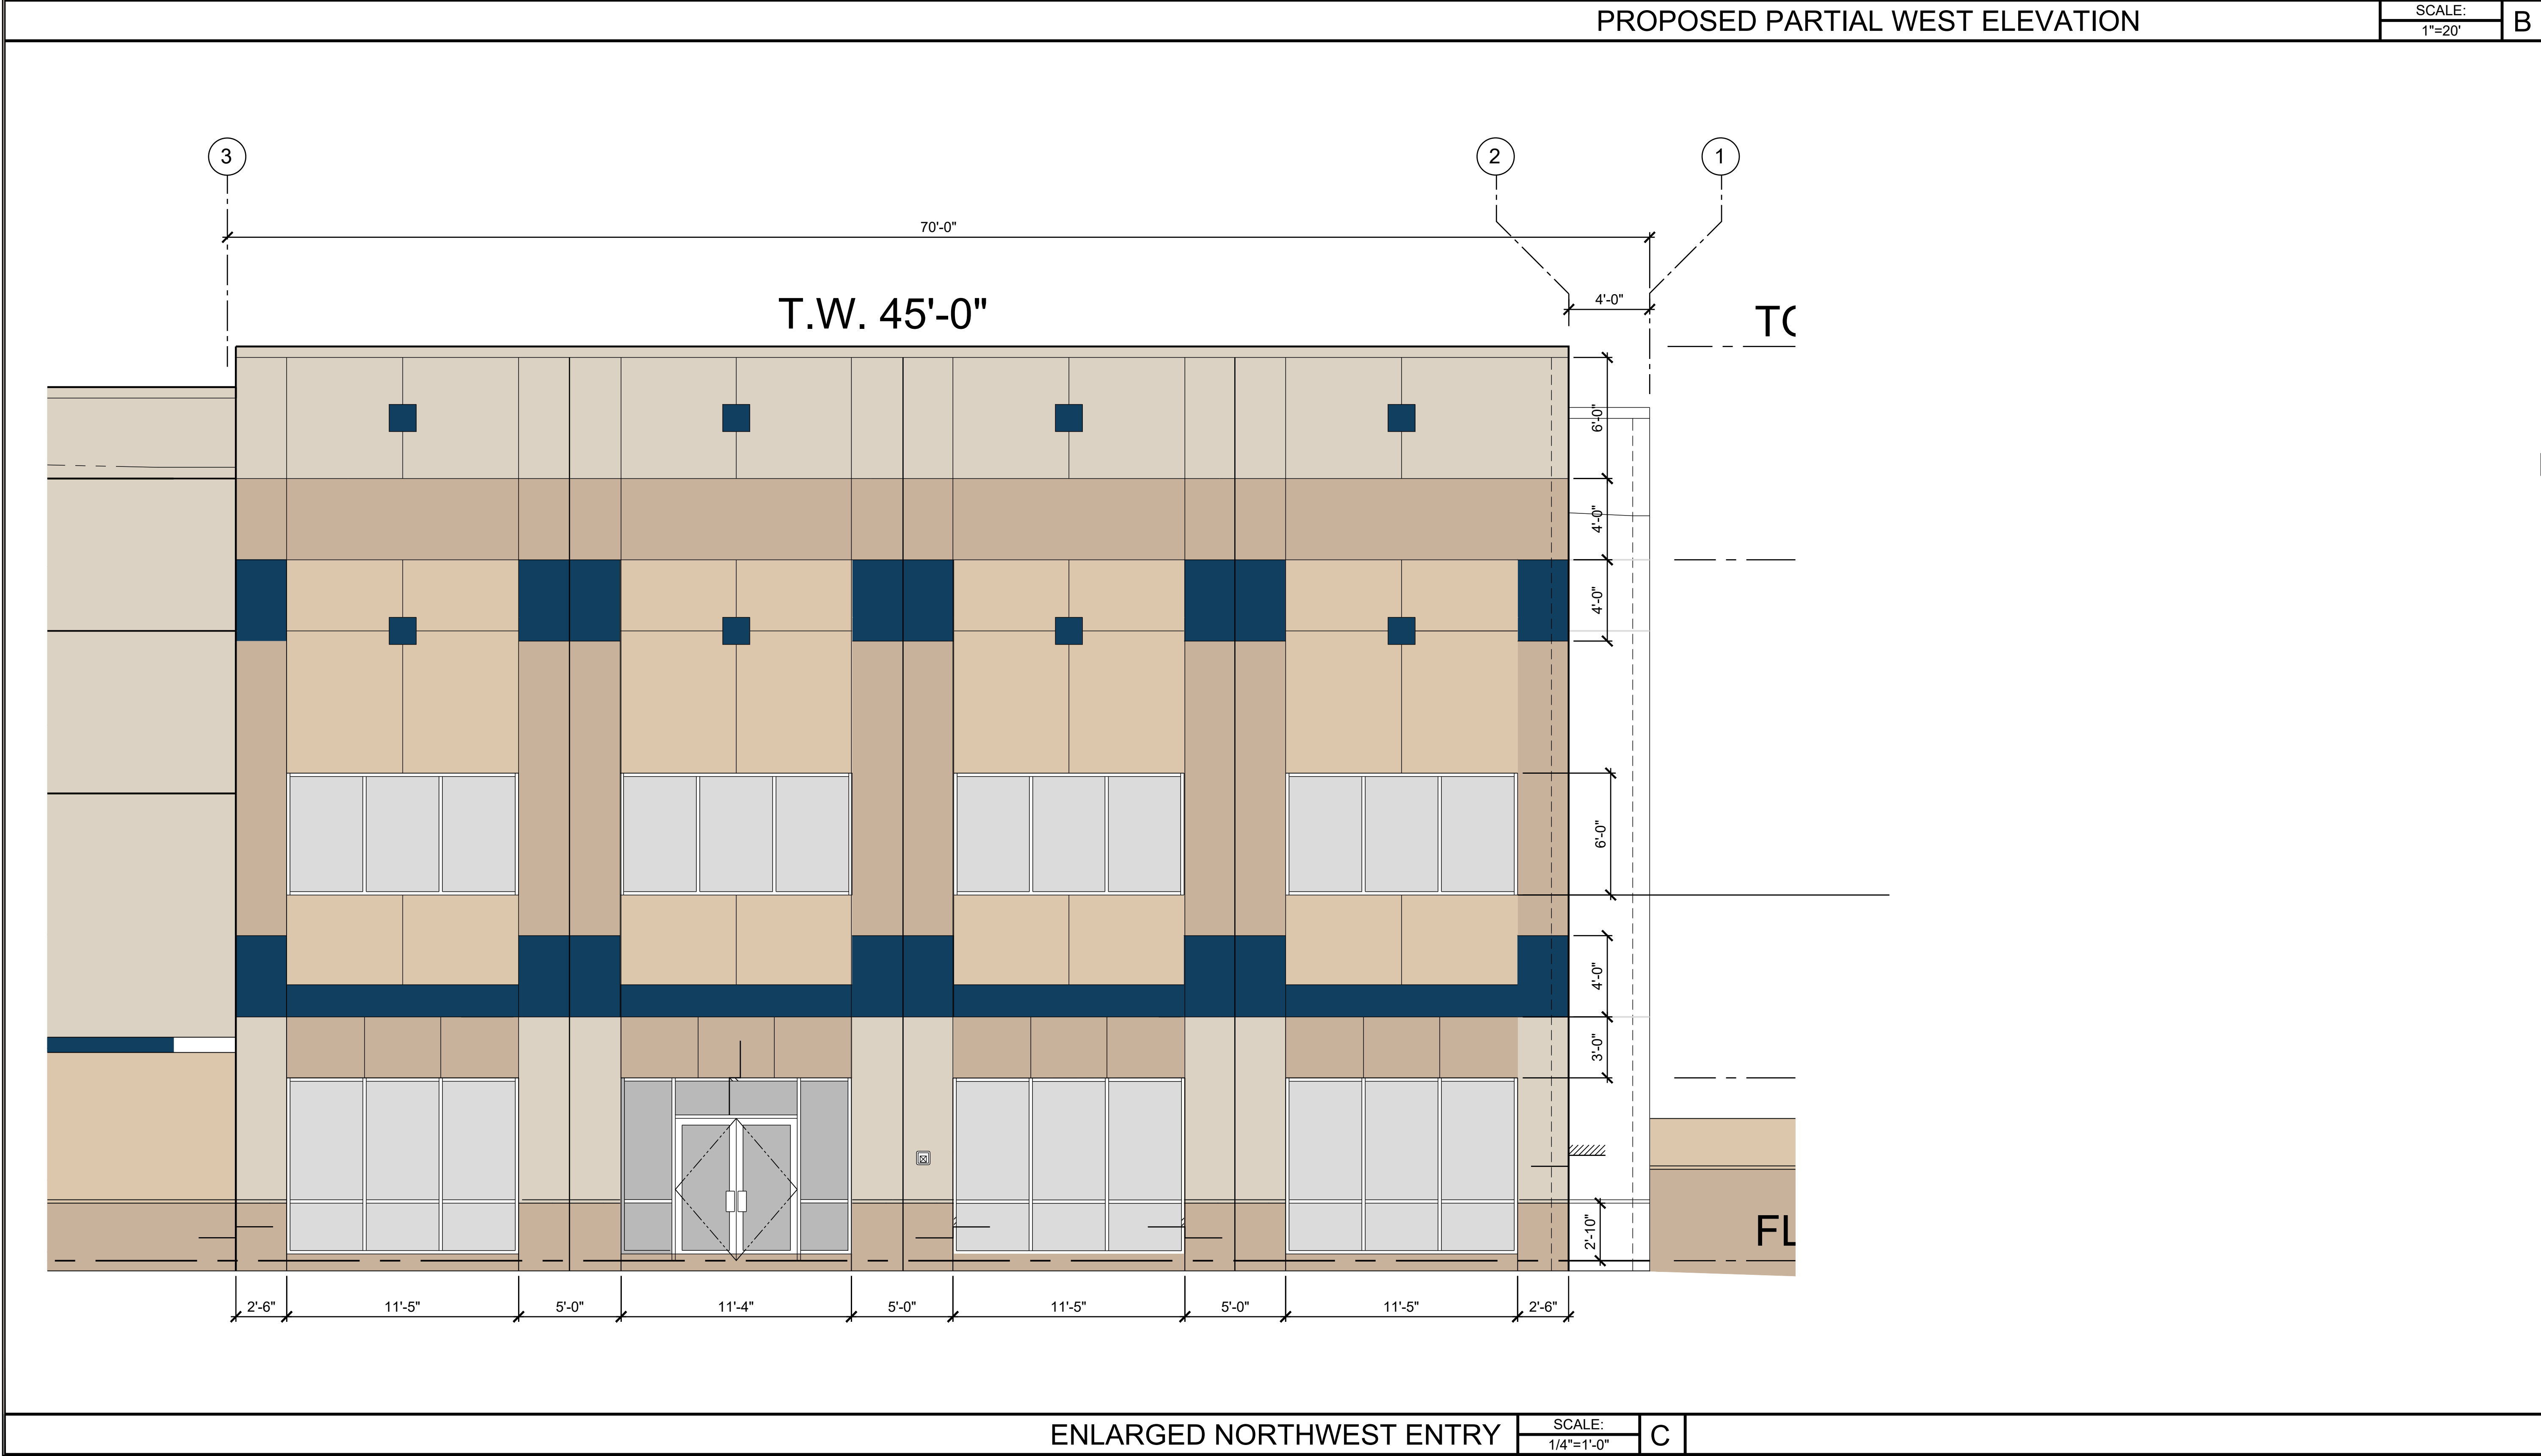 PROPOSED PARTIAL WEST ELEVATION
SCALE:
1"=20'
B
3
2
1
70'-0"
T.W. 45'-0"
4'-0"
TO
6'-0"
4'-0"
4'-0"
6'-0"
4'-0"
3'-0"
2'-10"
FL
2'-6"
11'-5"
5'-0"
11'-4"
5'-0"
11'-5"
5'-0"
11'-5"
2'-6"
ENLARGED NORTHWEST ENTRY
SCALE:
1/4"=1'-0"
C